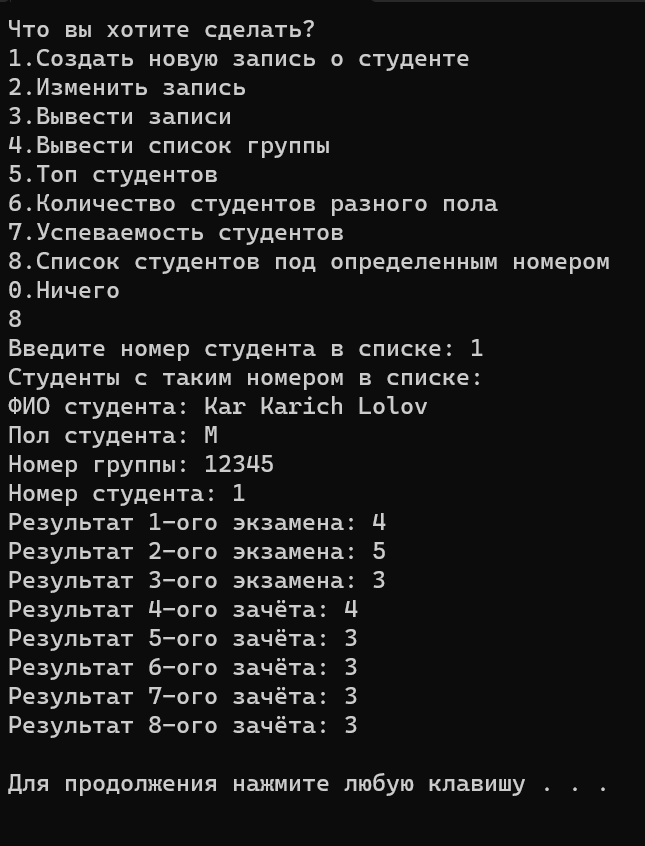 Что вы хотите сделать?
1.Создать новую запись о студенте
2.Изменить запись
3.Вывести записи
4.Вывести список группы
5.Топ студентов
6.Количество студентов разного пола
7.Успеваемость студентов
8.Список студентов под определенным номером
0.Ничего
8
Введите номер студента в списке: 1
Студенты с таким номером в списке:
ФИО студента: Kar Karich Lolov
Пол студента: M
Номер группы: 12345
Номер студента: 1
Результат 1-ого экзамена: 4
Результат 2-ого экзамена: 5
Результат 3-ого экзамена: 3
Результат 4-ого зачёта: 4
Результат 5-ого зачёта: 3
Результат 6-ого зачёта: 3
Результат 7-ого зачёта: 3
Результат 8-ого зачёта: 3
Для продолжения нажмите любую клавишу . . .